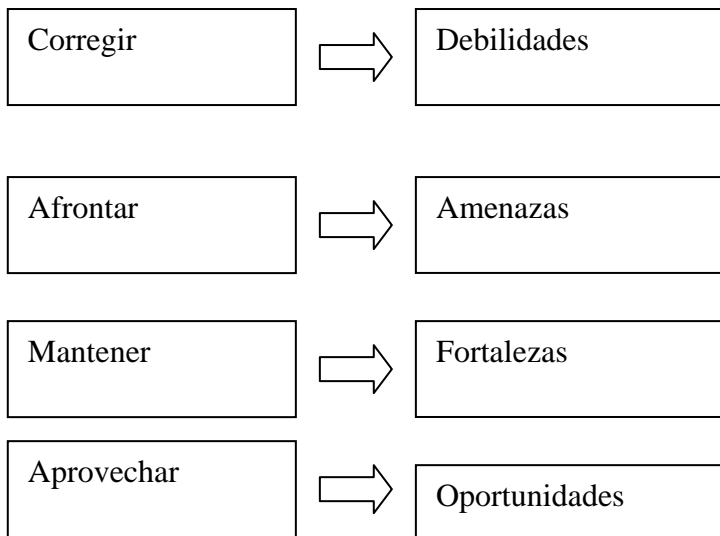 Corregir
Debilidades
Afrontar
Amenazas
Mantener
Fortalezas
Aprovechar
Oportunidades